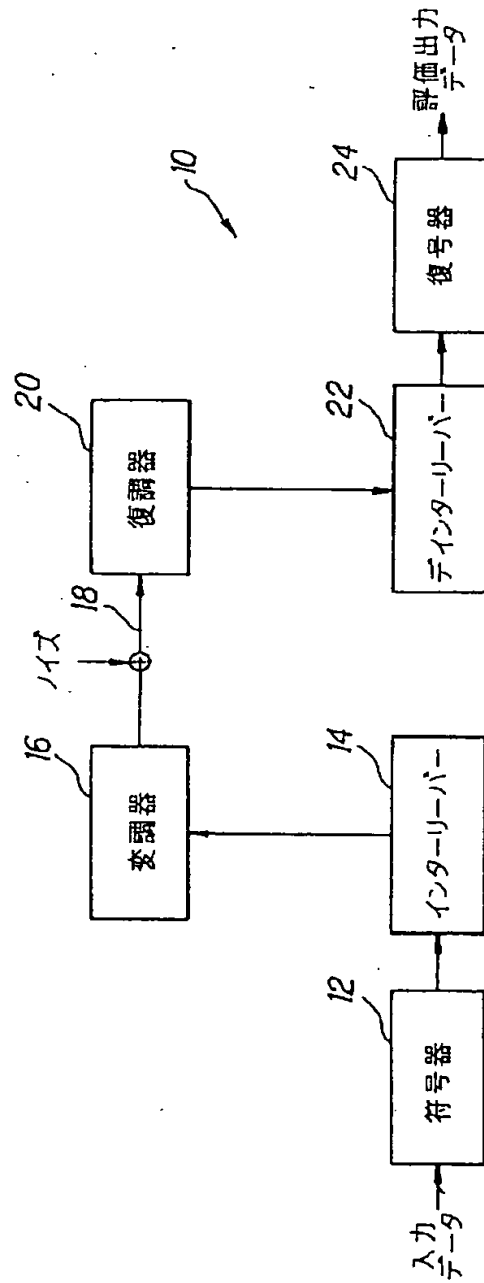 10
入力
データ
12
符号器
14
インターリーバー
16
変調器
ノイズ
18
20
復調器
22
デインターリーバー
24
復号器
評価出力
データ